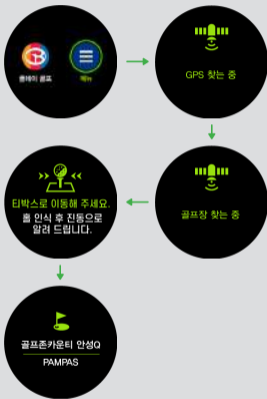 메뉴
GPS 찾는 중
골프장 찾는 중
티박스로 이동해 주세요.
홀 인식 후 진동으로
알려 드립니다.
골프존카운티 안성Q
PAMPAS